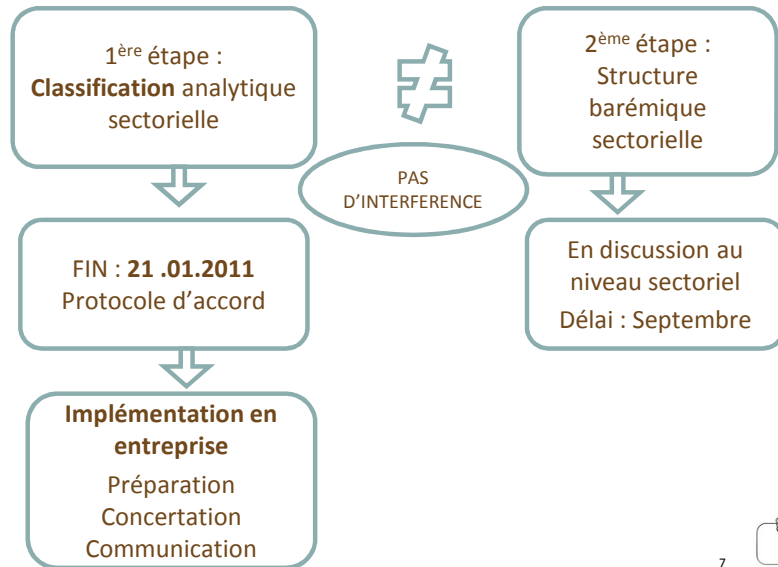 1ère étape :
Classification analytique
sectorielle
≠
2ème étape :
Structure
barémique
sectorielle
PAS
D’INTERFERENCE
FIN : 21 .01.2011
Protocole d’accord
En discussion au
niveau sectoriel
Délai : Septembre
Implémentation en
entreprise
Préparation
Concertation
Communication
7